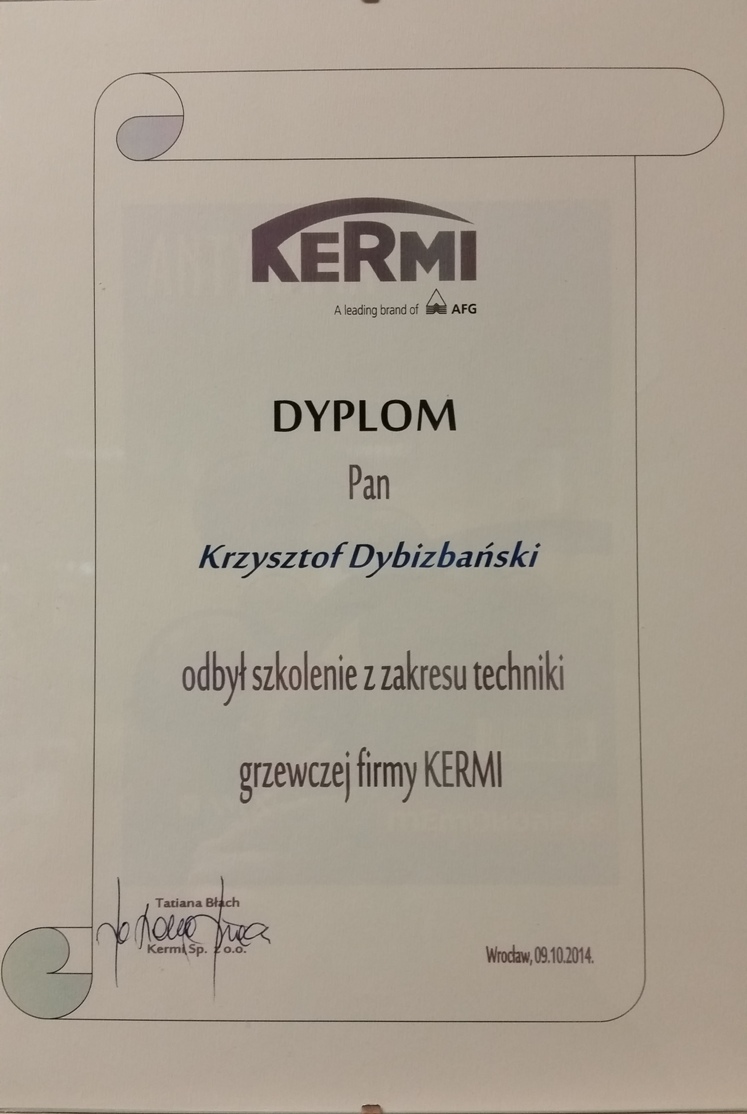 KERMI
A leading brand of AFG
DYPLOM
Pan
Krzysztof Dybizbański
odbył szkolenie z zakresu techniki
grzewczej firmy KERMI
Tatiana Błach
Kermi Sp. z o.o.
Wrocław, 09.10.2014.